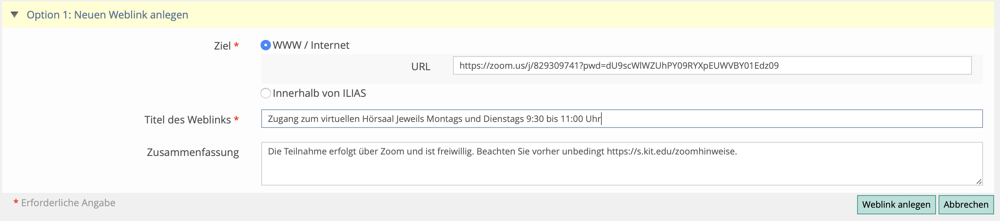 Option 1: Neuen Weblink anlegen
Ziel *
WWW / Internet
URL
https://zoom.us/j/829309741?pwd=dU9scWlWZUhPY09RYXpEUWVBY01Edz09
Innerhalb von ILIAS
Titel des Weblinks *
Zugang zum virtuellen Hörsaal Jeweils Montags und Dienstags 9:30 bis 11:00 Uhr
Zusammenfassung
Die Teilnahme erfolgt über Zoom und ist freiwillig. Beachten Sie vorher unbedingt https://s.kit.edu/zoomhinweise.
* Erforderliche Angabe
Weblink anlegen
Abbrechen